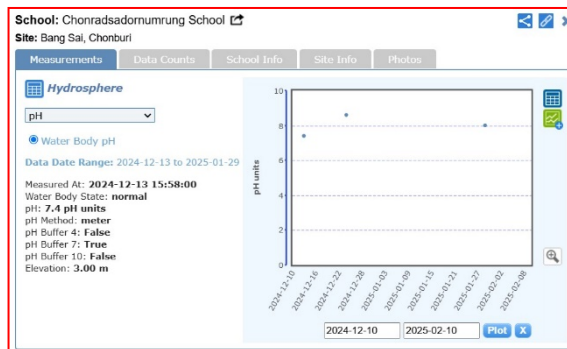 School: Chonradsadornumrung School
Site: Bang Sai, Chonburi
Measurements
Data Counts
School Info
Site Info
Photos
Hydrosphere
pH
Water Body pH
Data Date Range: 2024-12-13 to 2025-01-29
Measured At: 2024-12-13 15:58:00
Water Body State: normal
pH: 7.4 pH units
pH Method: meter
pH Buffer 4: False
pH Buffer 7: True
pH Buffer 10: False
Elevation: 3.00 m
pH units
10
8
6
4
2
0
2024-12-10
2024-12-16
2024-12-22
2024-12-28
2025-01-03
2025-01-09
2025-01-15
2025-01-21
2025-01-27
2025-02-02
2025-02-08
2024-12-10
2025-02-10
Plot
X